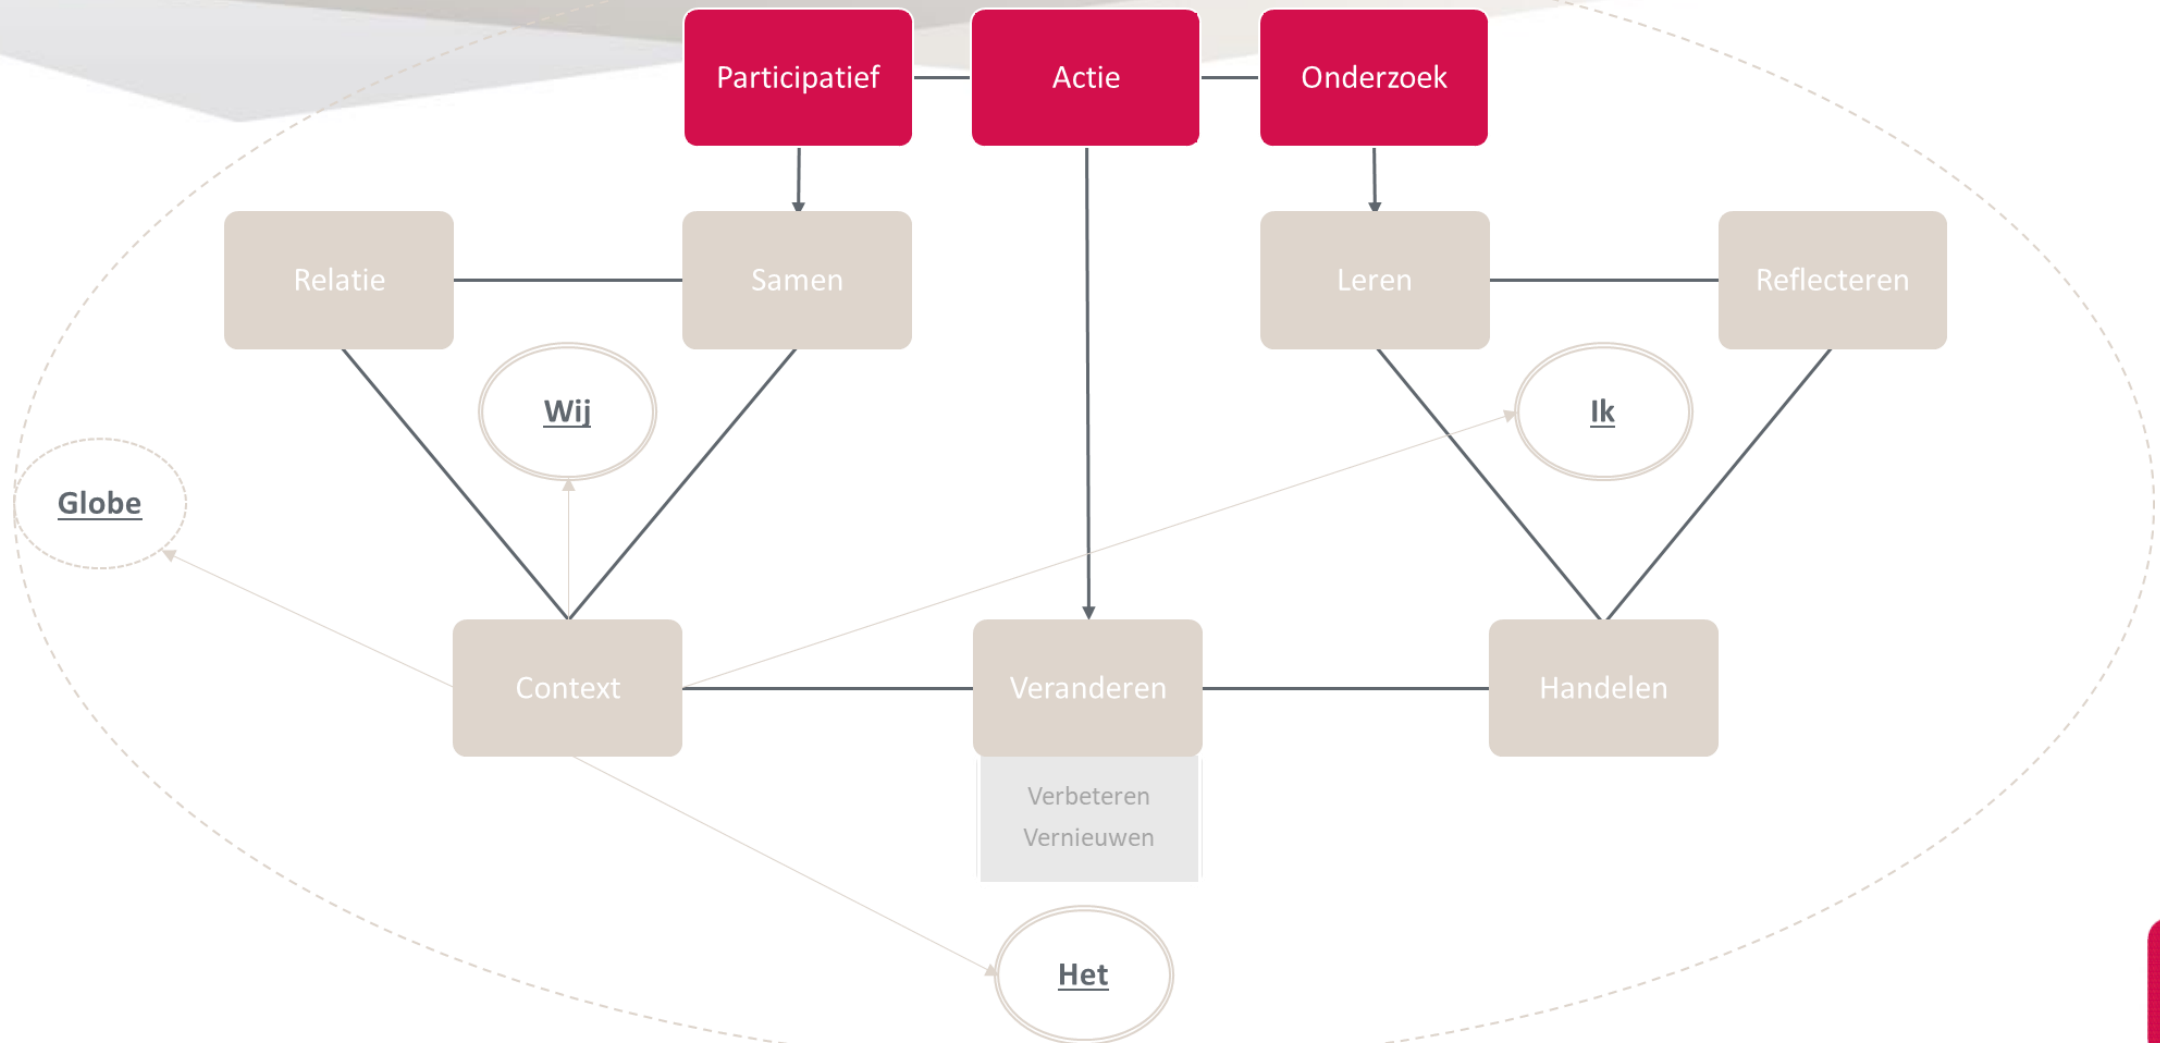 Participatief
Actie
Onderzoek
Relatie
Samen
Leren
Reflecteren
Wij
Ik
Globe
Context
Veranderen
Handelen
Verbeteren
Vernieuwen
Het